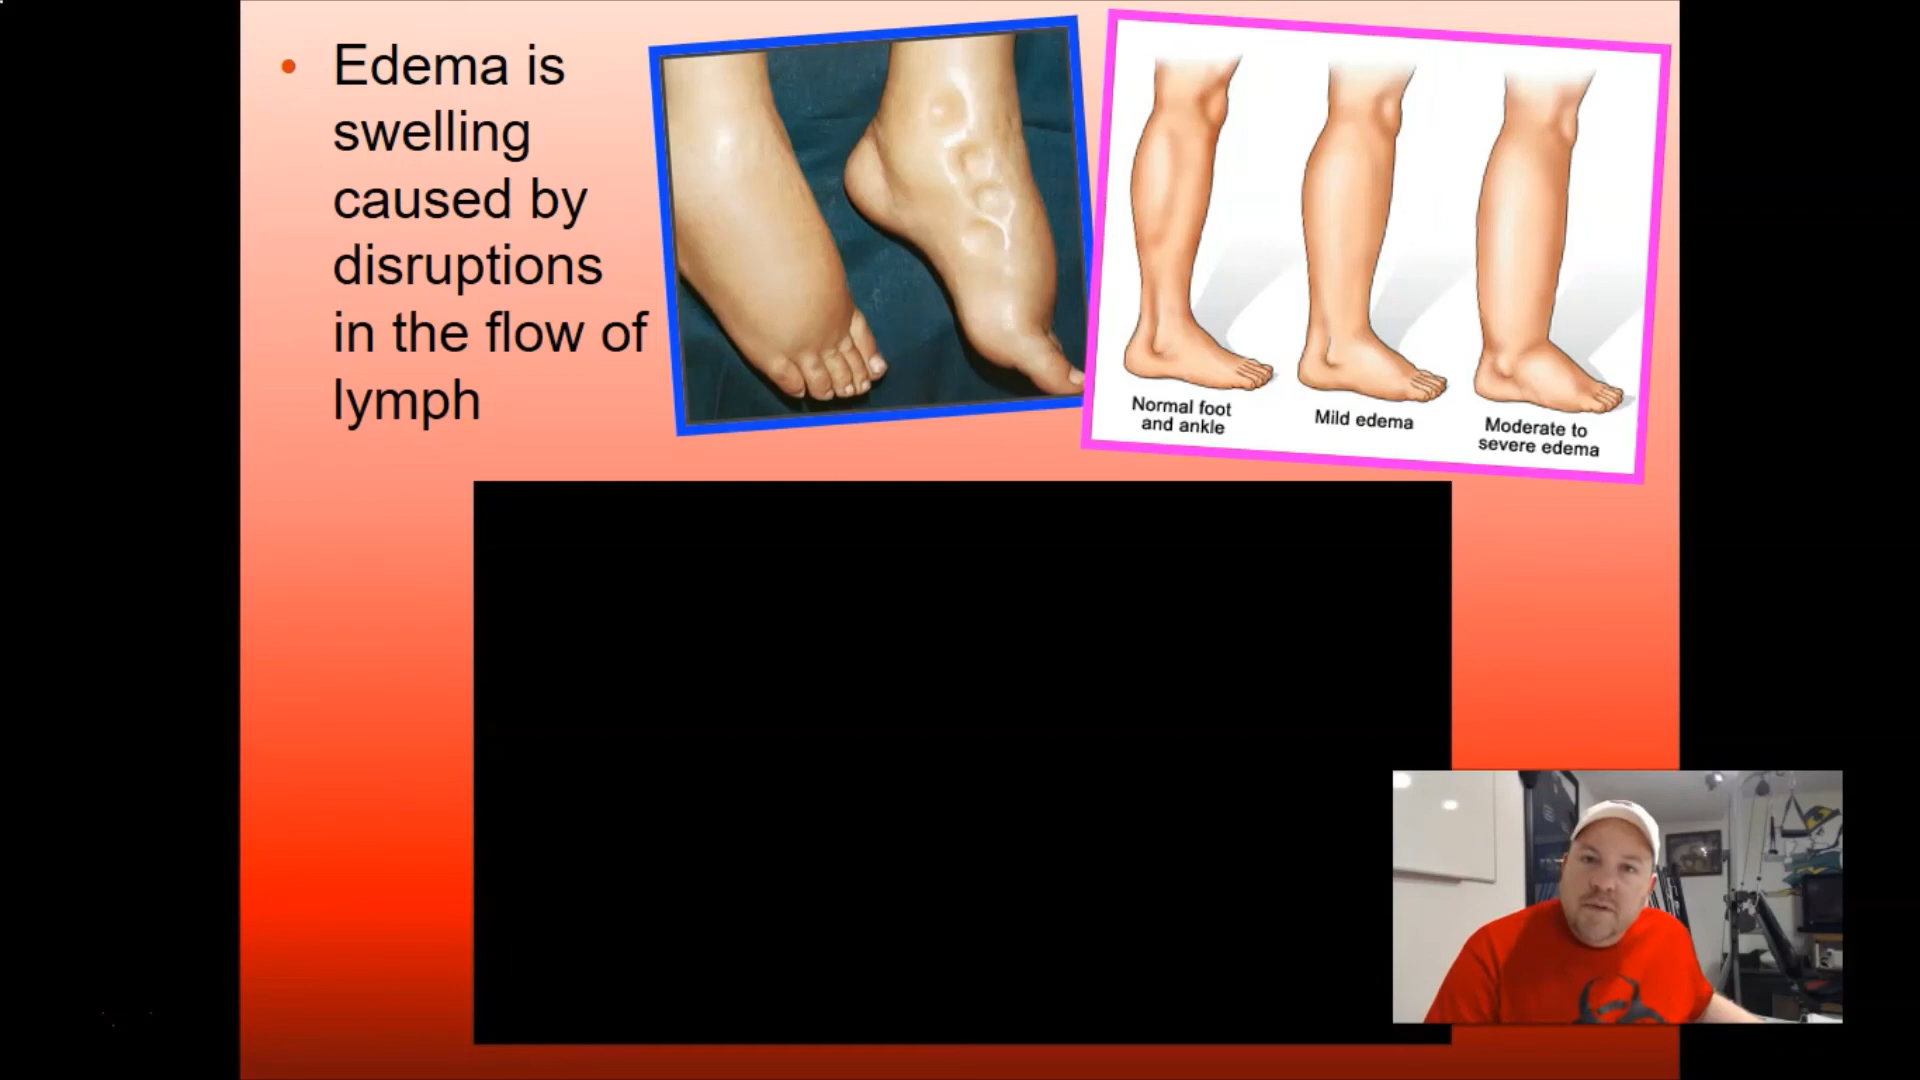 • Edema is
swelling
caused by
disruptions
in the flow of
lymph
Normal foot
and ankle
Mild edema
Moderate to
severe edema